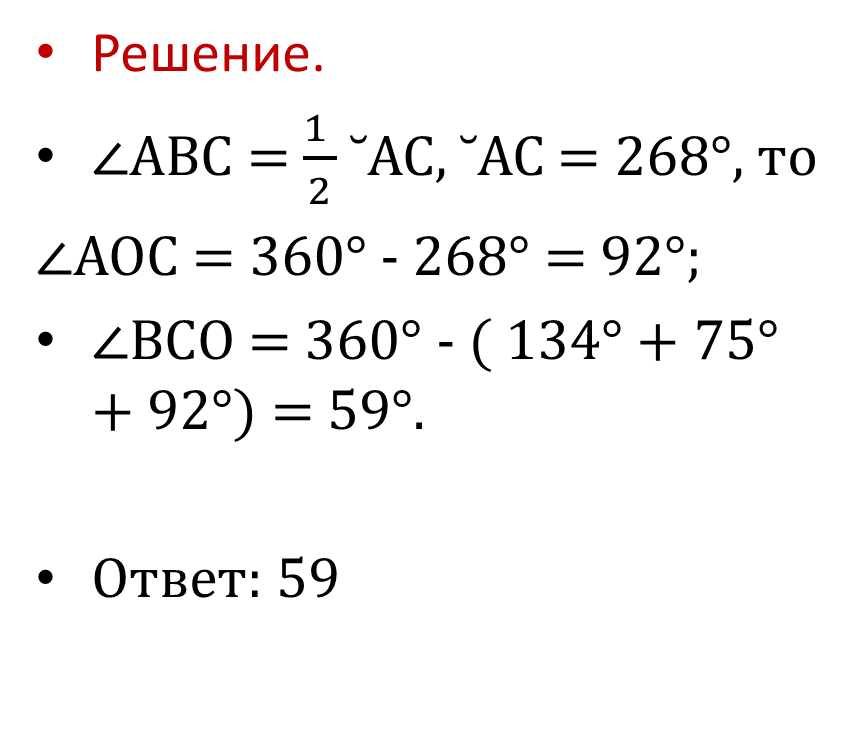 • Решение.
• ∠ABC = 1/2 ˘AC, ˘AC = 268°, то
∠AOC = 360° - 268° = 92°;
• ∠BCO = 360° - ( 134° + 75°
+ 92°) = 59°.
• Ответ: 59